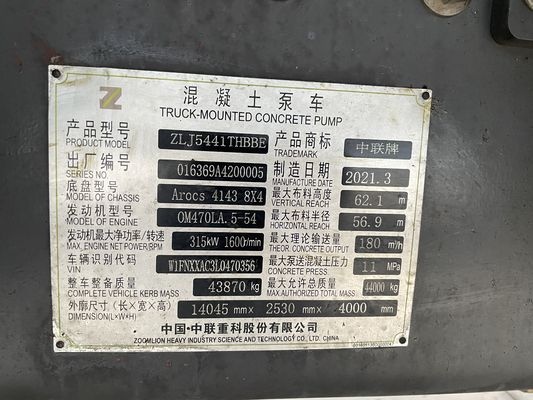 混凝土泵车
TRUCK-MOUNTED CONCRETE PUMP
产品型号 ZLJ5441THBBE 产品商标 中联牌
PRODUCT MODEL TRADEMARK
出厂编号 016369A4200005 制造日期 2021.3
SERIES NO. MANUFACTURE DATE
底盘型号 Arocs 4143 8X4 最大布料高度 62.1 m
MODEL OF CHASSIS VERTICAL REACH
发动机型号 OM470LA.5-54 最大布料半径 56.9 m
MODEL OF ENGINE HORIZONTAL REACH
发动机最大净功率/转速 315kW 1600r/min 最大理论输送量 180 m³/h
MAX. ENGINE NET POWER/RPM THEOR. CONCRETE OUTPUT
车辆识别代码 W1FNXXAC3L0470356 最大泵送混凝土压力 11 MPa
VIN CONCRETE PRESS.
整车整备质量 43870 kg 最大允许总质量 44000 kg
COMPLETE VEHICLE KERB MASS MAX.AUTHORIZED TOTAL MASS
外廓尺寸(长×宽×高) 14045 mm× 2530 mm× 4000 mm
DIMENSION(L×W×H)
中国·中联重科股份有限公司
ZOOMLION HEAVY INDUSTRY SCIENCE AND TECHNOLOGY CO., LTD. CHINA